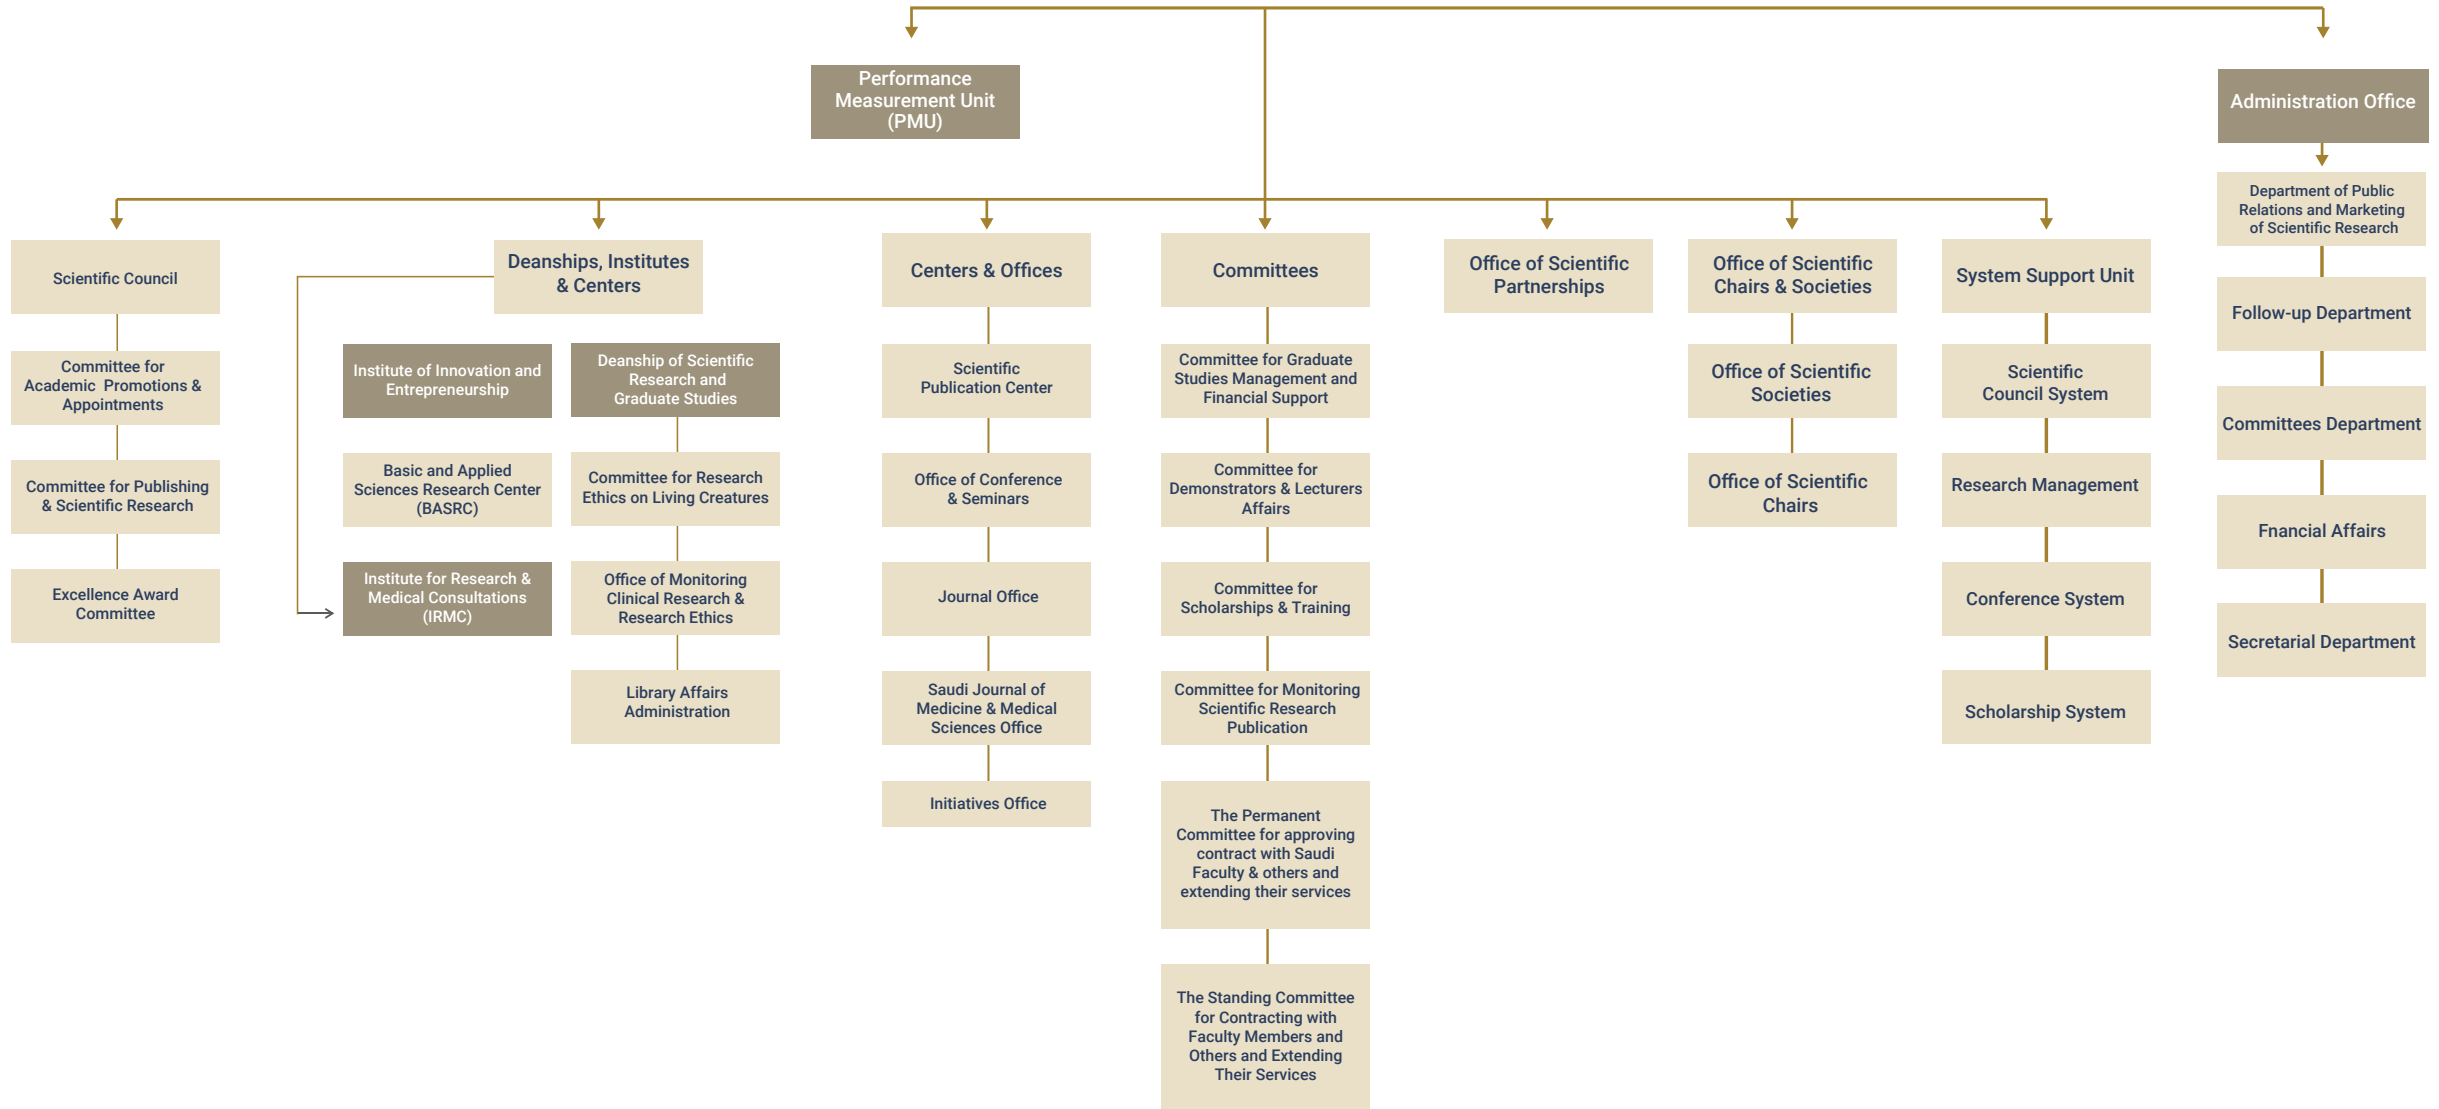 Performance
Measurement Unit
(PMU)
Administration Office
Department of Public
Relations and Marketing
of Scientific Research
Follow-up Department
Committees Department
Fnancial Affairs
Secretarial Department
Scientific Council
Committee for
Academic Promotions &
Appointments
Committee for Publishing
& Scientific Research
Excellence Award
Committee
Deanships, Institutes
& Centers
Institute of Innovation and
Entrepreneurship
Basic and Applied
Sciences Research Center
(BASRC)
Institute for Research &
Medical Consultations
(IRMC)
Deanship of Scientific
Research and
Graduate Studies
Committee for Research
Ethics on Living Creatures
Office of Monitoring
Clinical Research &
Research Ethics
Library Affairs
Administration
Centers & Offices
Scientific
Publication Center
Office of Conference
& Seminars
Journal Office
Saudi Journal of
Medicine & Medical
Sciences Office
Initiatives Office
Committees
Committee for Graduate
Studies Management and
Financial Support
Committee for
Demonstrators & Lecturers
Affairs
Committee for
Scholarships & Training
Committee for Monitoring
Scientific Research
Publication
The Permanent
Committee for approving
contract with Saudi
Faculty & others and
extending their services
The Standing Committee
for Contracting with
Faculty Members and
Others and Extending
Their Services
Office of Scientific
Partnerships
Office of Scientific
Chairs & Societies
Office of Scientific
Societies
Office of Scientific
Chairs
System Support Unit
Scientific
Council System
Research Management
Conference System
Scholarship System